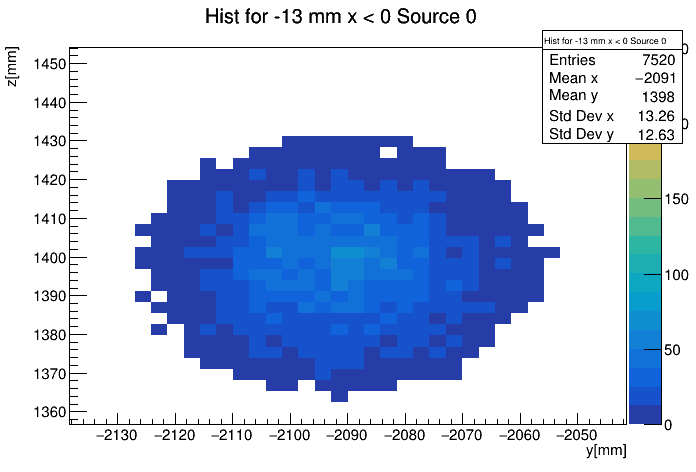 Hist for -13 mm x < 0 Source 0
Hist for -13 mm x < 0 Source 0
Entries 7520
Mean x −2091
Mean y 1398
Std Dev x 13.26
Std Dev y 12.63
z[mm]
1450
1440
1430
1420
1410
1400
1390
1380
1370
1360
150
100
50
0
−2130 −2120 −2110 −2100 −2090 −2080 −2070 −2060 −2050
y[mm]